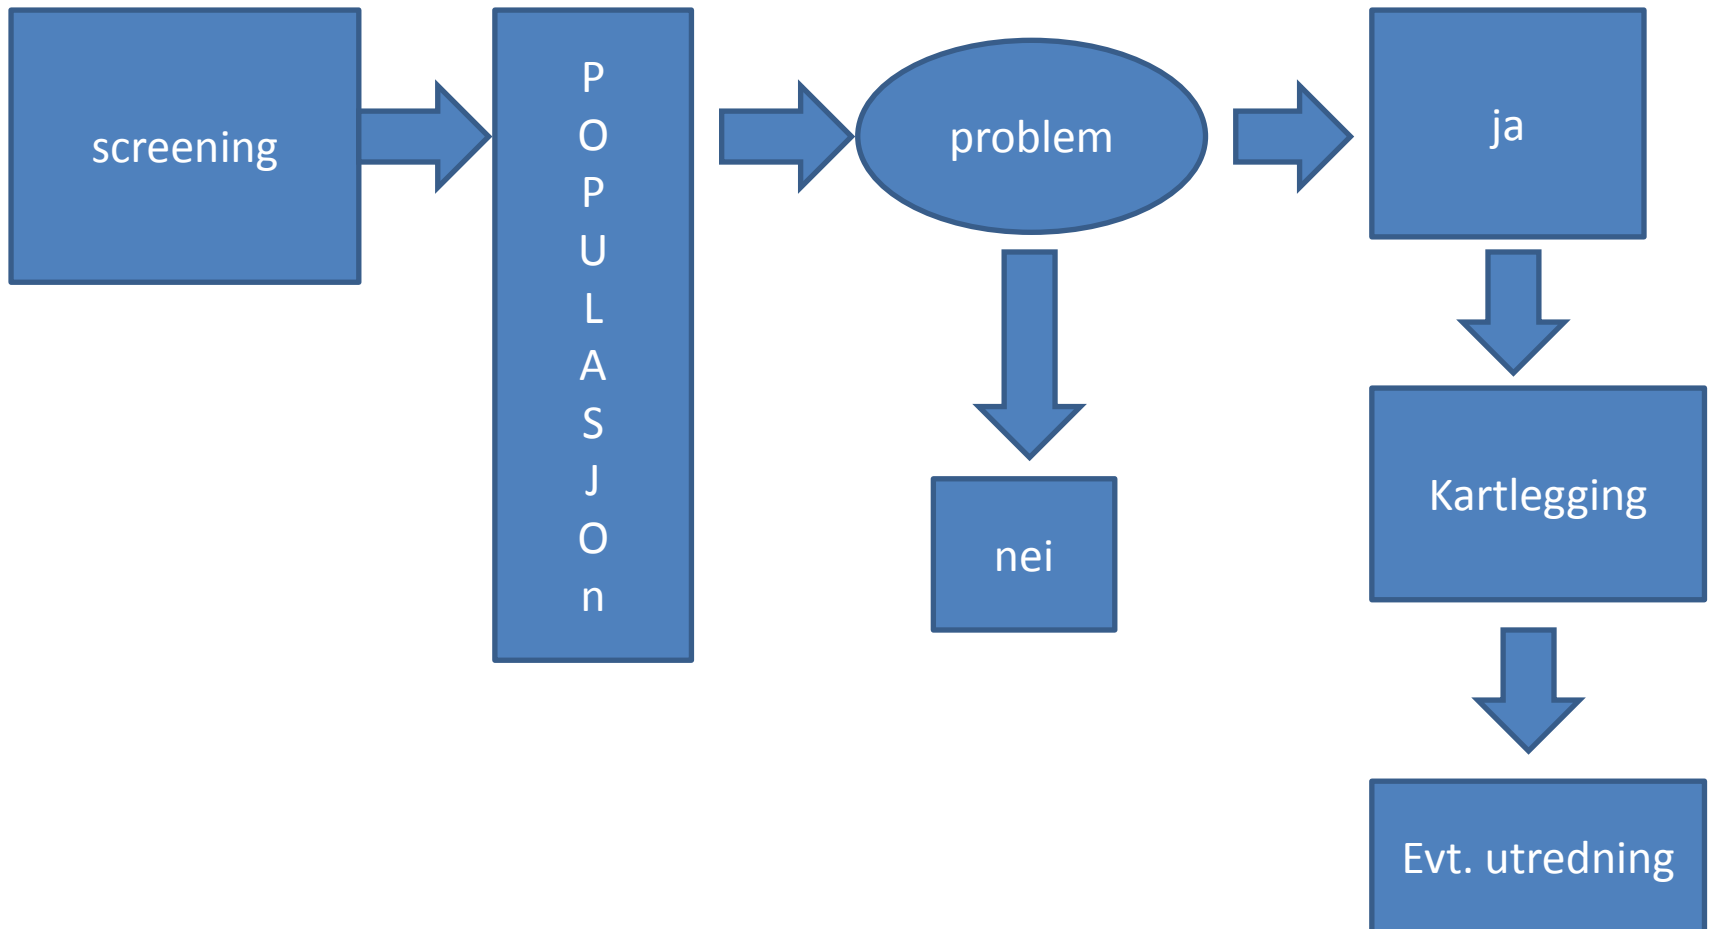 screening
P
O
P
U
L
A
S
J
O
n
problem
ja
nei
Kartlegging
Evt. utredning